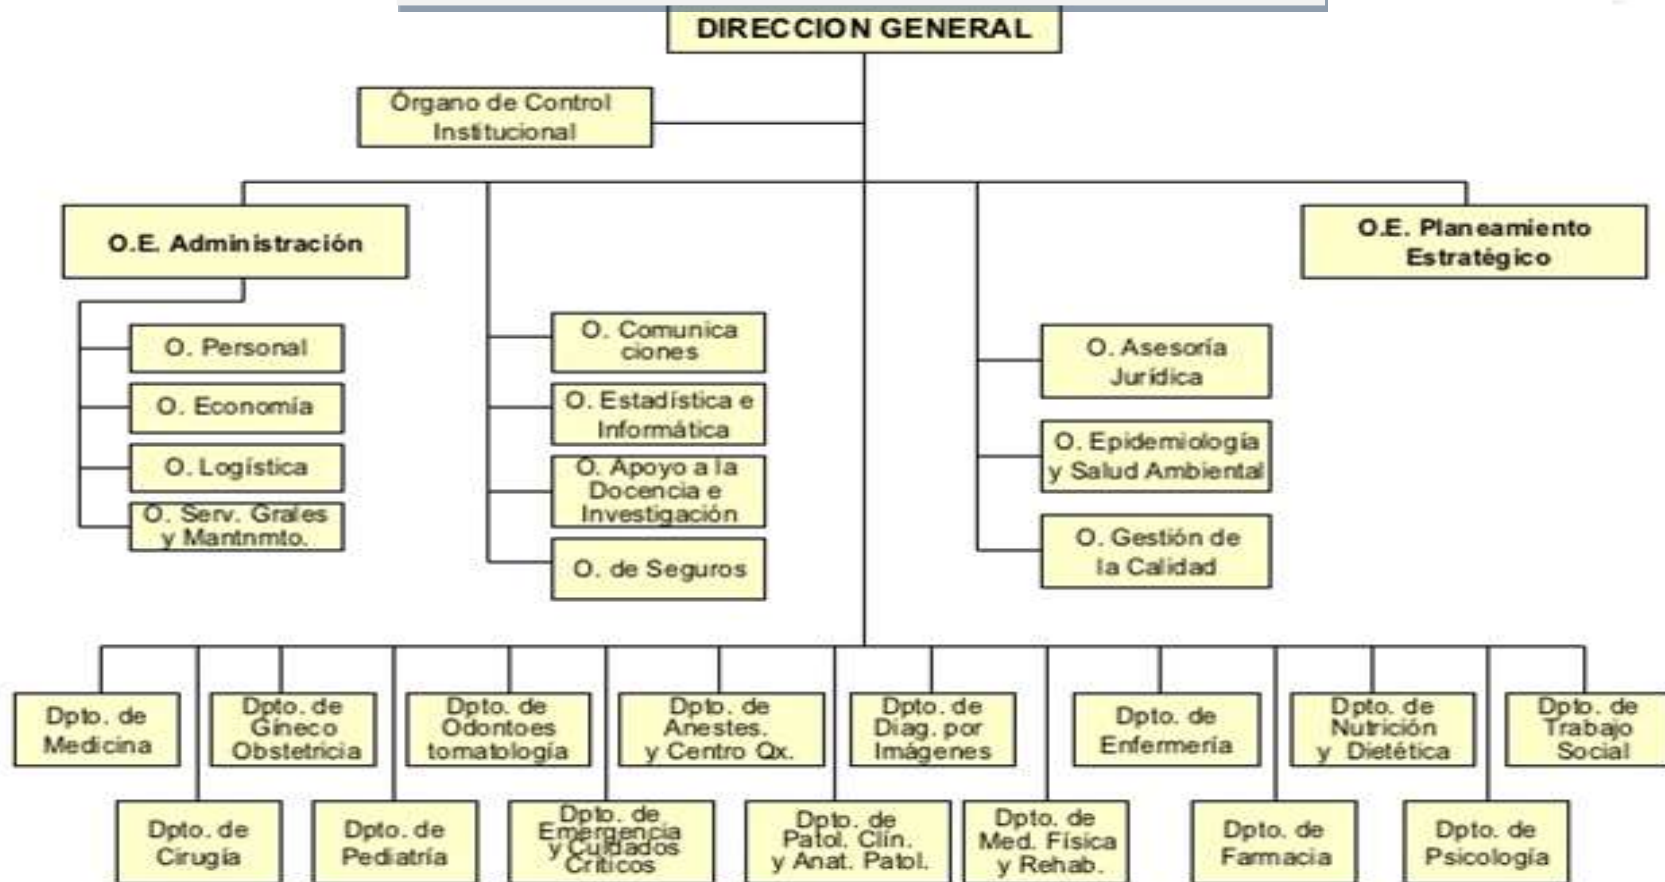 DIRECCION GENERAL
Órgano de Control
Institucional
O.E. Administración
O.E. Planeamiento
Estratégico
O. Personal
O. Economía
O. Logística
O. Serv. Grales
y Mantnmto.
O. Comunica
ciones
O. Estadística e
Informática
O. Apoyo a la
Docencia e
Investigación
O. de Seguros
O. Asesoría
Jurídica
O. Epidemiología
y Salud Ambiental
O. Gestión de
la Calidad
Dpto. de
Medicina
Dpto. de
Gíneco
Obstetricia
Dpto. de
Odontoes
tomatología
Dpto. de
Anestes.
y Centro Qx.
Dpto. de
Diag. por
Imágenes
Dpto. de
Enfermería
Dpto. de
Nutrición
y Dietética
Dpto. de
Trabajo
Social
Dpto. de
Cirugía
Dpto. de
Pediatría
Dpto. de
Emergencia
y Cuidados
Críticos
Dpto. de
Patol. Clín.
y Anat. Patol.
Dpto. de
Med. Física
y Rehab.
Dpto. de
Farmacia
Dpto. de
Psicología